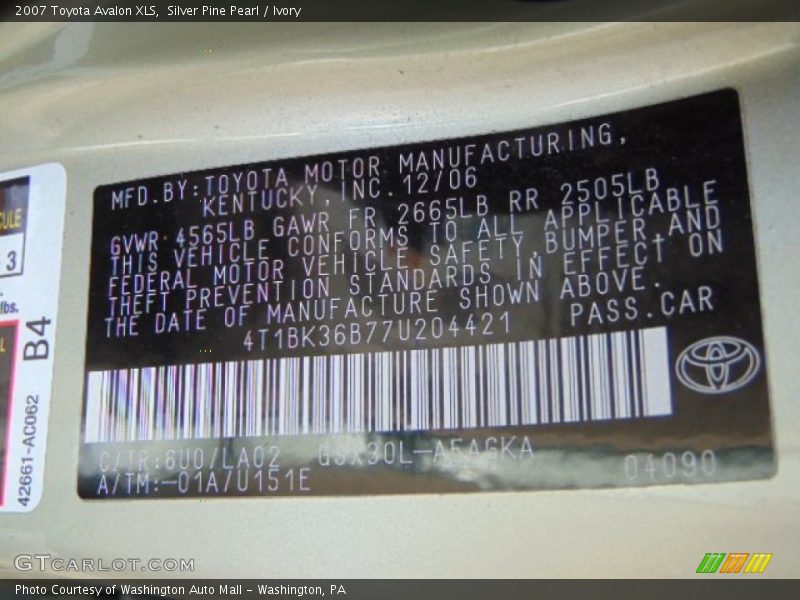 2007 Toyota Avalon XLS, Silver Pine Pearl / Ivory
MFD. BY: TOYOTA MOTOR MANUFACTURING,
KENTUCKY, INC. 12/06
GVWR 4565LB GAWR FR 2665LB RR 2505LB
THIS VEHICLE CONFORMS TO ALL APPLICABLE
FEDERAL MOTOR VEHICLE SAFETY, BUMPER AND
THEFT PREVENTION STANDARDS IN EFFECT ON
THE DATE OF MANUFACTURE SHOWN ABOVE.
4T1BK36B77U204421 PASS. CAR
C/TR: 6U0/LA02 GSX30L-AEAGKA
A/TM: -01A/U151E
04090
3
lbs.
B4
42661-AC062
GTCARLOT.COM
Photo Courtesy of Washington Auto Mall - Washington, PA